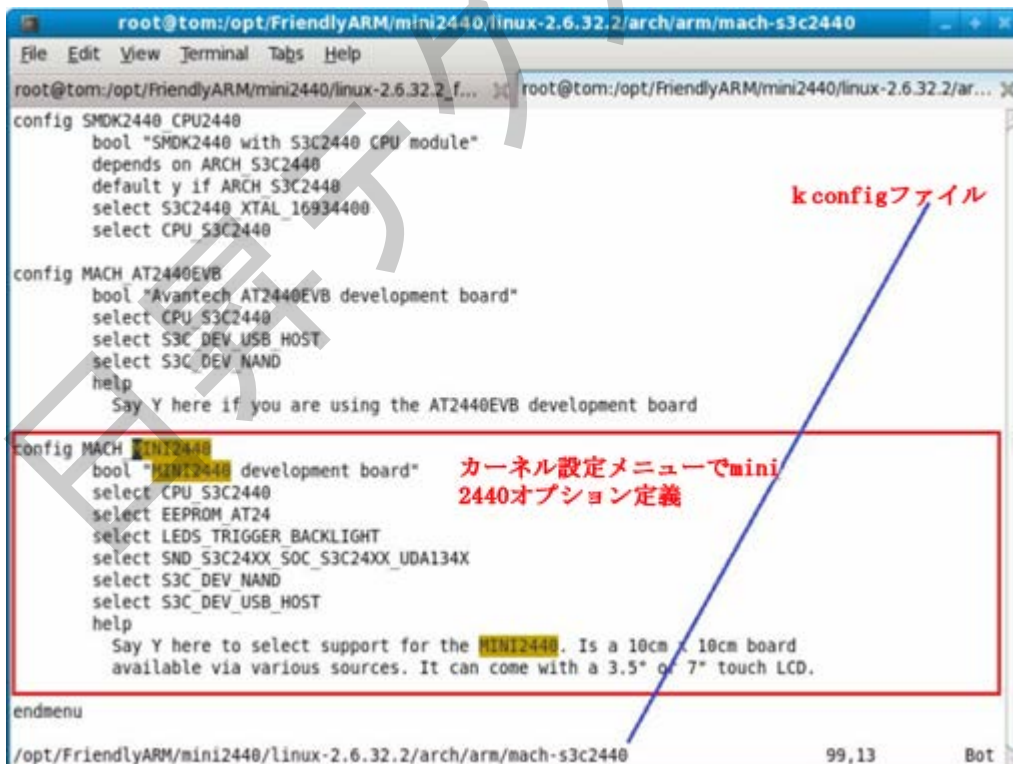 root@tom:/opt/FriendlyARM/mini2440/linux-2.6.32.2/arch/arm/mach-s3c2440
File Edit View Terminal Tabs Help
root@tom:/opt/FriendlyARM/mini2440/linux-2.6.32.2_f... root@tom:/opt/FriendlyARM/mini2440/linux-2.6.32.2/ar...
config SMDK2440_CPU2440
bool "SMDK2440 with S3C2440 CPU module"
depends on ARCH_S3C2440
default y if ARCH_S3C2440
select S3C2440_XTAL_16934400
select CPU_S3C2440
k configファイル
config MACH_AT2440EVB
bool "Avantech AT2440EVB development board"
select CPU_S3C2440
select S3C_DEV_USB_HOST
select S3C_DEV_NAND
help
Say Y here if you are using the AT2440EVB development board
config MACH_MINI2440
bool "MINI2440 development board"
select CPU_S3C2440
select EEPROM_AT24
select LEDS_TRIGGER_BACKLIGHT
select SND_S3C24XX_SOC_S3C24XX_UDA134X
select S3C_DEV_NAND
select S3C_DEV_USB_HOST
help
Say Y here to select support for the MINI2440. Is a 10cm x 10cm board
available via various sources. It can come with a 3.5" or 7" touch LCD.
カーネル設定メニューでmini
2440オプション定義
endmenu
/opt/FriendlyARM/mini2440/linux-2.6.32.2/arch/arm/mach-s3c2440 99,13 Bot
日昇テク